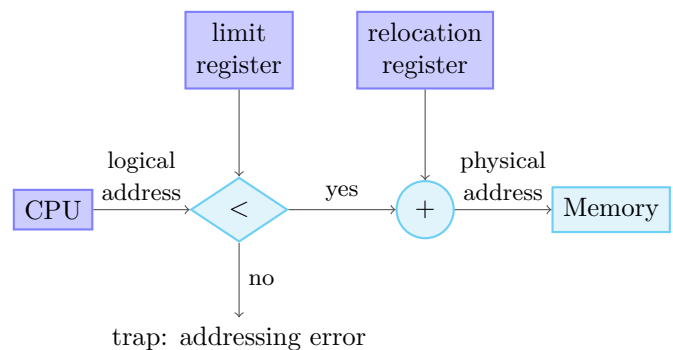 limit
register
relocation
register
logical
address
physical
address
CPU
<
yes
+
Memory
no
trap: addressing error